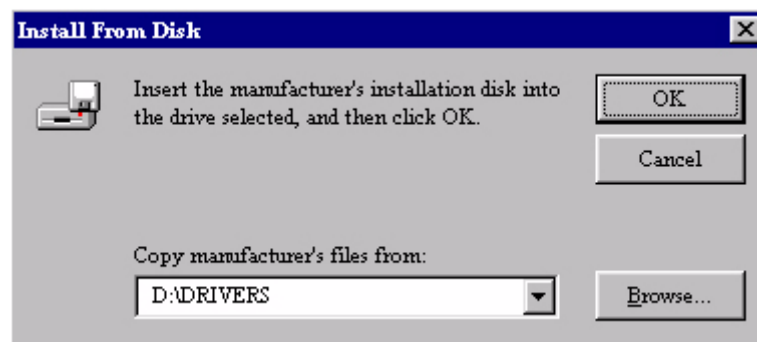 Install From Disk
Insert the manufacturer's installation disk into
the drive selected, and then click OK.
OK
Cancel
Copy manufacturer's files from:
D:\DRIVERS
Browse...